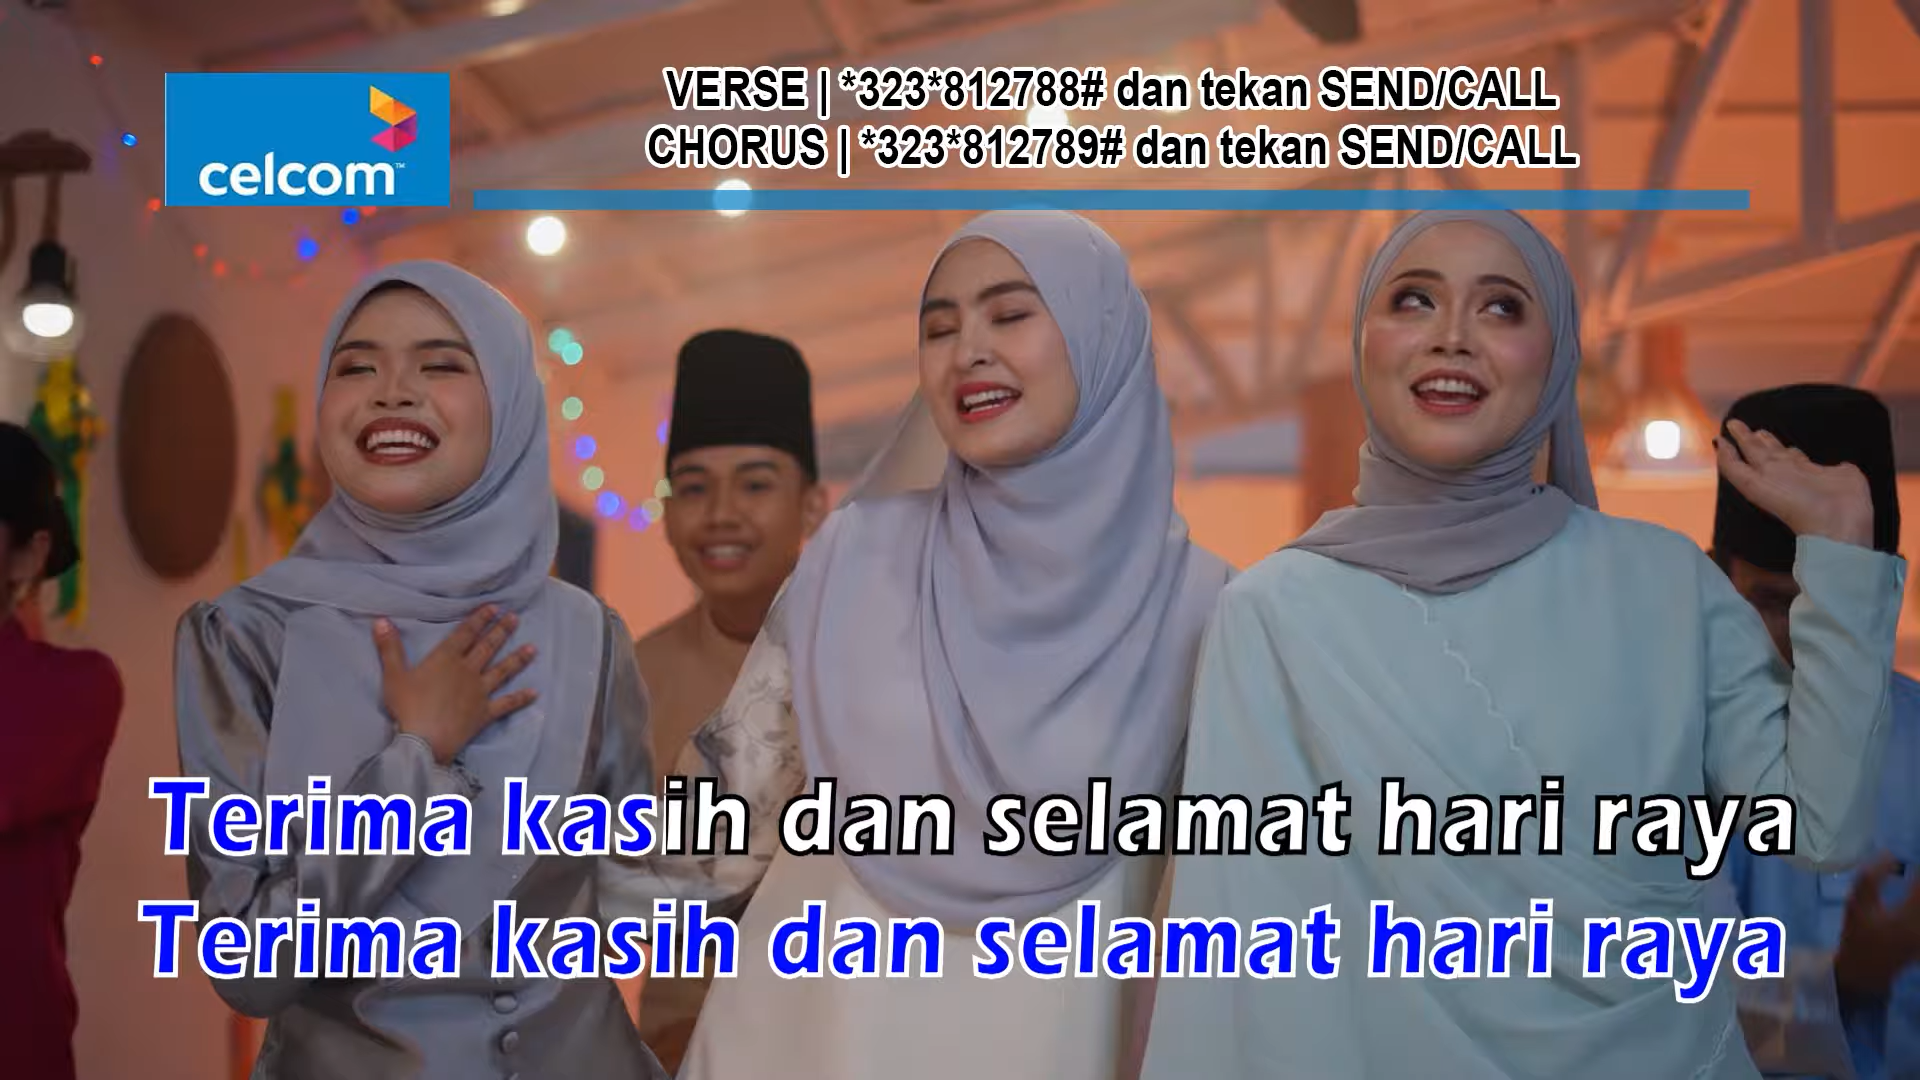 celcom™
VERSE | *323*812788# dan tekan SEND/CALL
CHORUS | *323*812789# dan tekan SEND/CALL
Terima kasih dan selamat hari raya
Terima kasih dan selamat hari raya